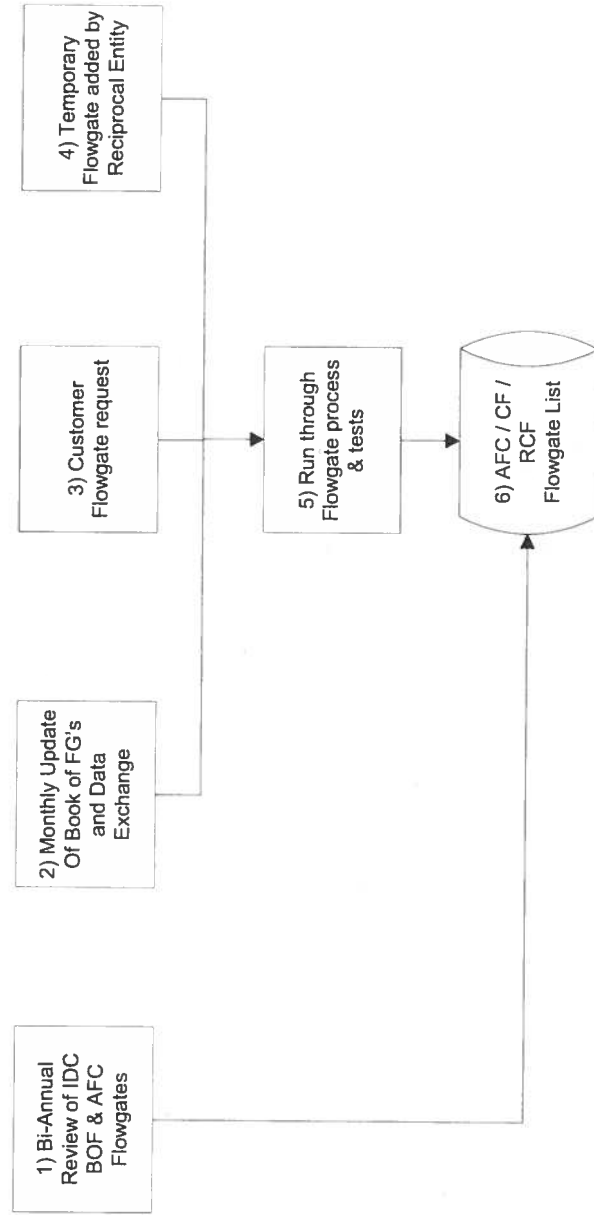 1) Bi-Annual
Review of IDC
BOF & AFC
Flowgates
2) Monthly Update
Of Book of FG's
and Data
Exchange
3) Customer
Flowgate request
4) Temporary
Flowgate added by
Reciprocal Entity
5) Run through
Flowgate process
& tests
6) AFC / CF /
RCF
Flowgate List